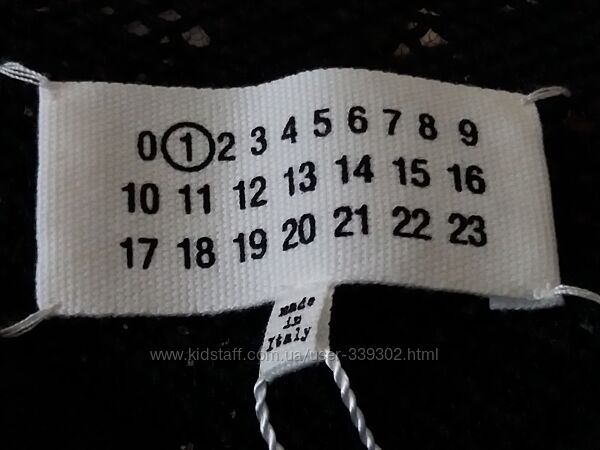 0 1 2 3 4 5 6 7 8 9
10 11 12 13 14 15 16
17 18 19 20 21 22 23
made
in
Italy
www.kidstaff.com.ua/user-339302.html